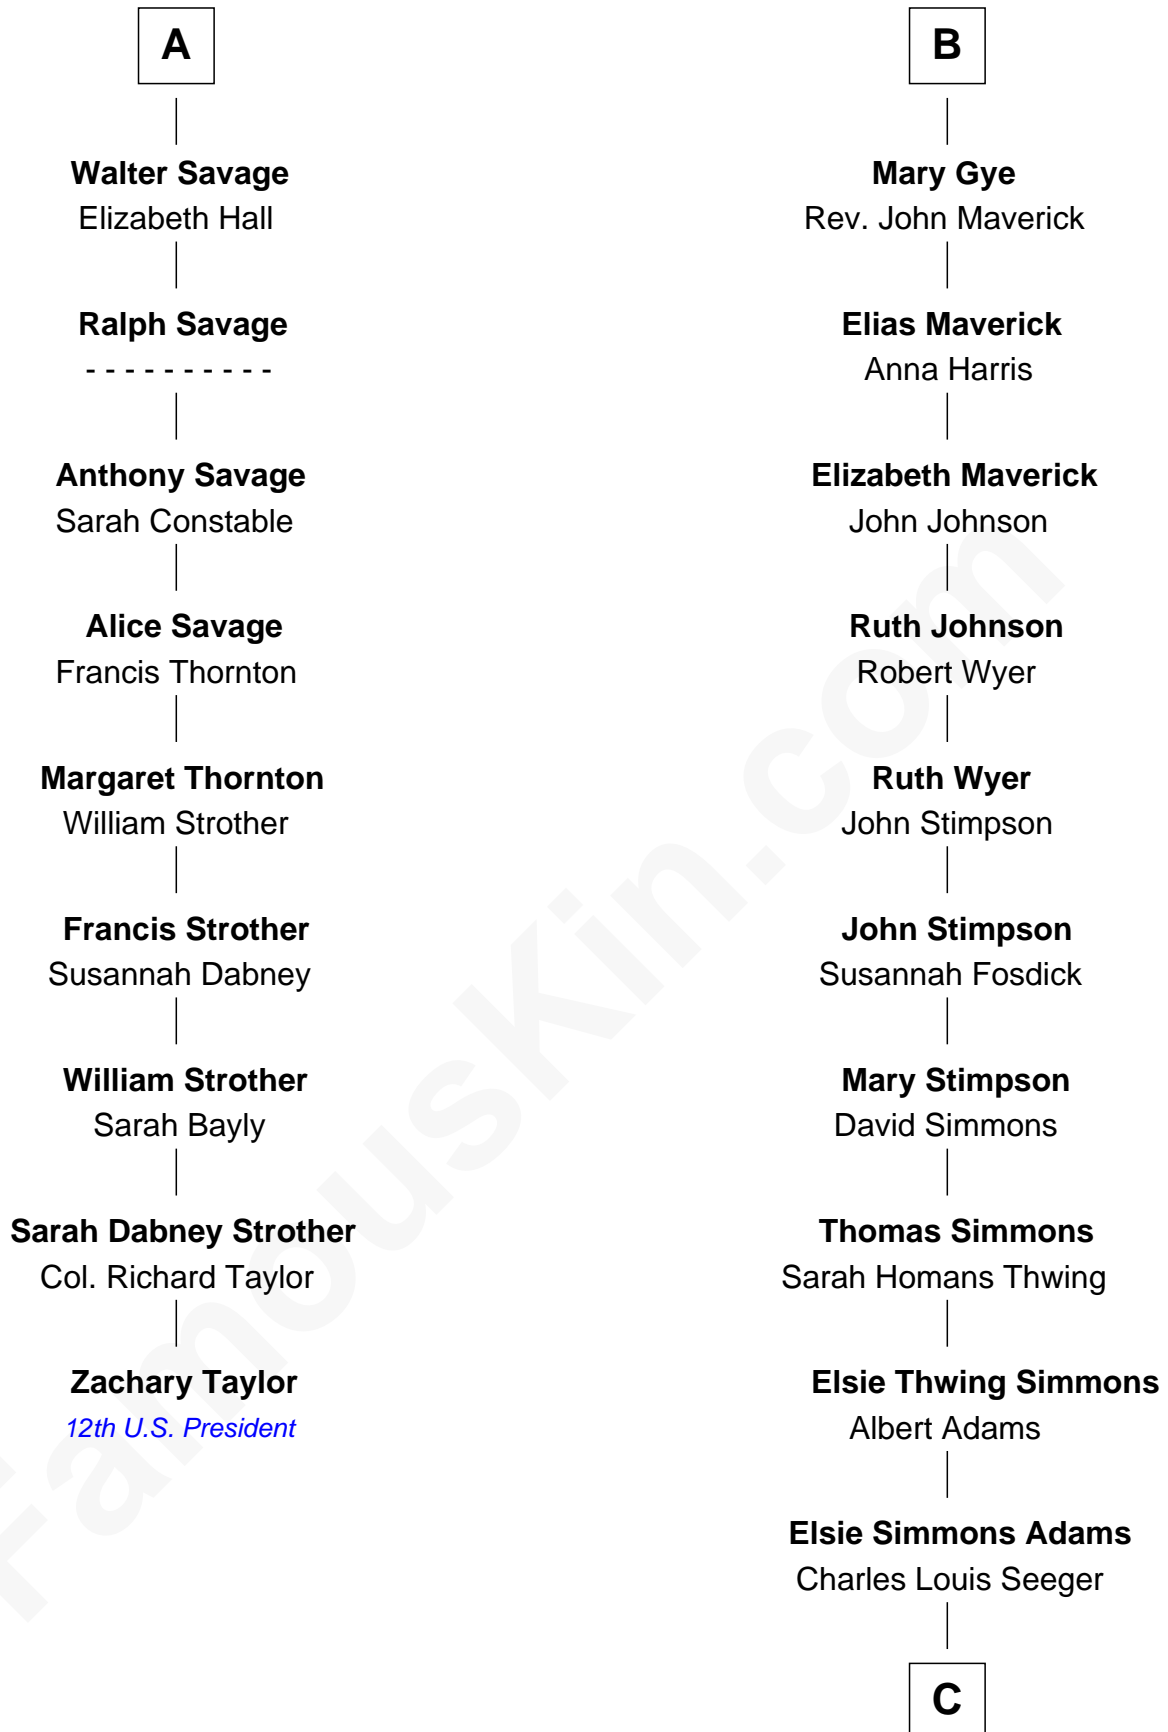 A
Walter Savage
Elizabeth Hall
Ralph Savage
- - - - - - - - - -
Anthony Savage
Sarah Constable
Alice Savage
Francis Thornton
Margaret Thornton
William Strother
Francis Strother
Susannah Dabney
William Strother
Sarah Bayly
Sarah Dabney Strother
Col. Richard Taylor
Zachary Taylor
12th U.S. President
B
Mary Gye
Rev. John Maverick
Elias Maverick
Anna Harris
Elizabeth Maverick
John Johnson
Ruth Johnson
Robert Wyer
Ruth Wyer
John Stimpson
John Stimpson
Susannah Fosdick
Mary Stimpson
David Simmons
Thomas Simmons
Sarah Homans Thwing
Elsie Thwing Simmons
Albert Adams
Elsie Simmons Adams
Charles Louis Seeger
C
FamousKin.com